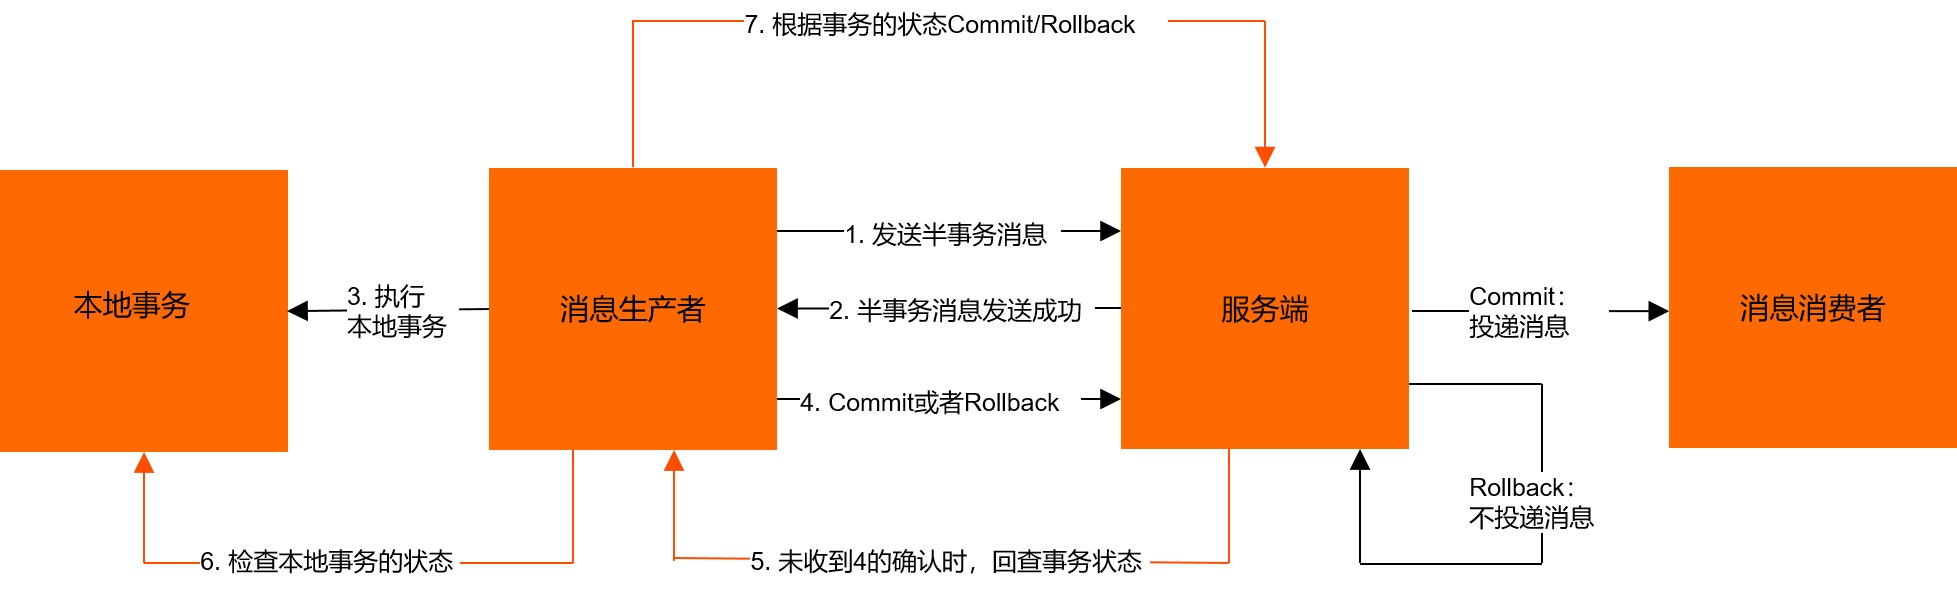 7. 根据事务的状态Commit/Rollback
1. 发送半事务消息
3. 执行
本地事务
本地事务
消息生产者
2. 半事务消息发送成功
服务端
Commit：
投递消息
消息消费者
4. Commit或者Rollback
Rollback：
不投递消息
6. 检查本地事务的状态
5. 未收到4的确认时，回查事务状态